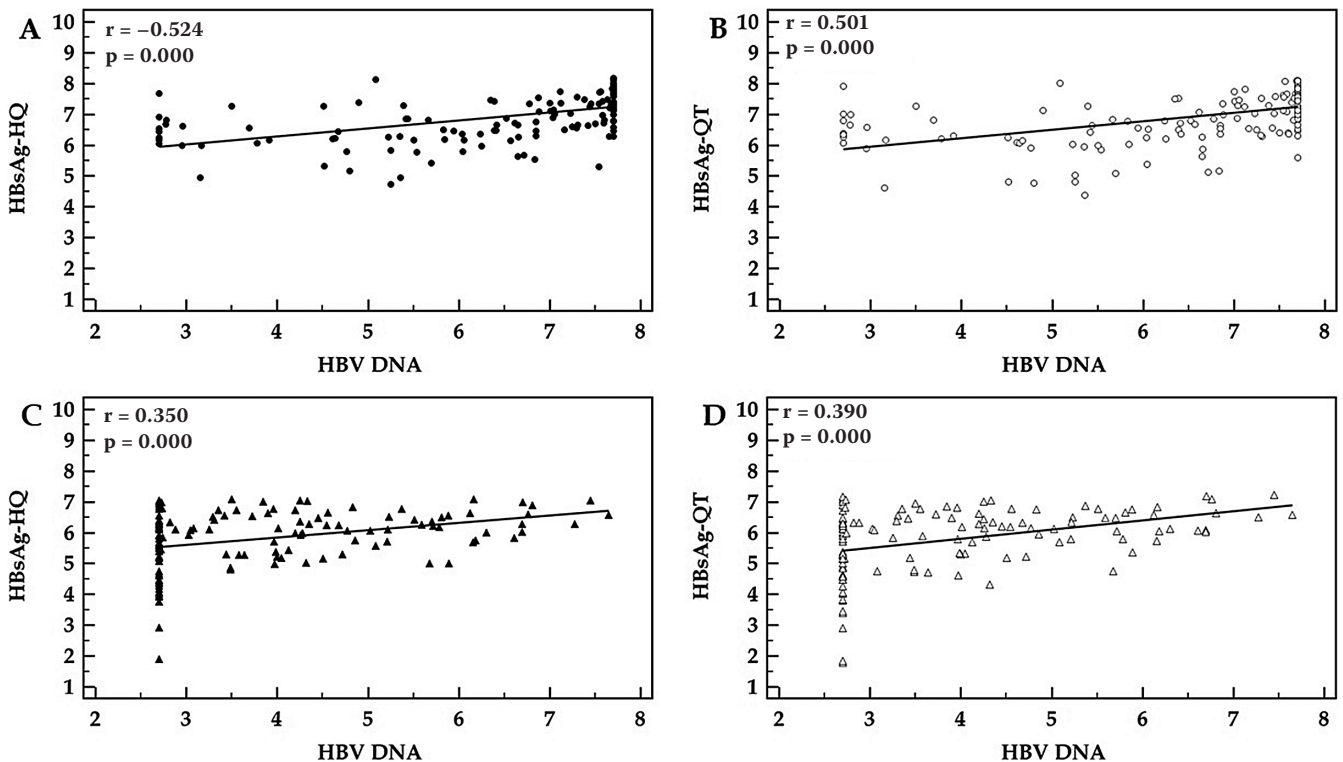 A
r = −0.524
p = 0.000
10
9
8
7
6
5
4
3
2
1
HBsAg-HQ
2 3 4 5 6 7 8
HBV DNA
B
r = 0.501
p = 0.000
10
9
8
7
6
5
4
3
2
1
HBsAg-QT
2 3 4 5 6 7 8
HBV DNA
C
r = 0.350
p = 0.000
10
9
8
7
6
5
4
3
2
1
HBsAg-HQ
2 3 4 5 6 7 8
HBV DNA
D
r = 0.390
p = 0.000
10
9
8
7
6
5
4
3
2
1
HBsAg-QT
2 3 4 5 6 7 8
HBV DNA